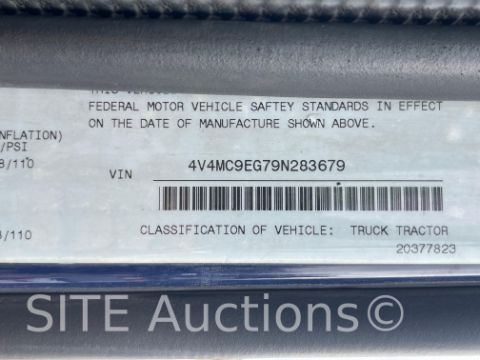 FEDERAL MOTOR VEHICLE SAFTEY STANDARDS IN EFFECT
NFLATION) ON THE DATE OF MANUFACTURE SHOWN ABOVE.
/PSI
/110
VIN 4V4MC9EG79N283679
/110 CLASSIFICATION OF VEHICLE: TRUCK TRACTOR
20377823
SITE Auctions©